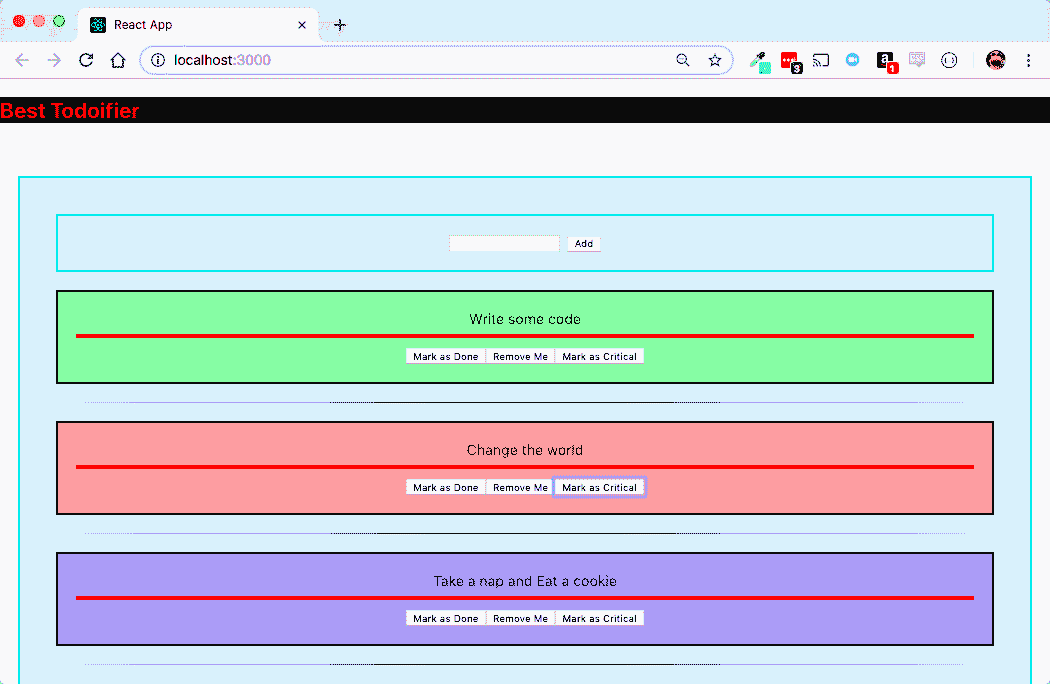 React App
localhost:3000
3
a
1
Best Todoifier
Add
Write some code
Mark as Done Remove Me Mark as Critical
Change the world
Mark as Done Remove Me Mark as Critical
Take a nap and Eat a cookie
Mark as Done Remove Me Mark as Critical